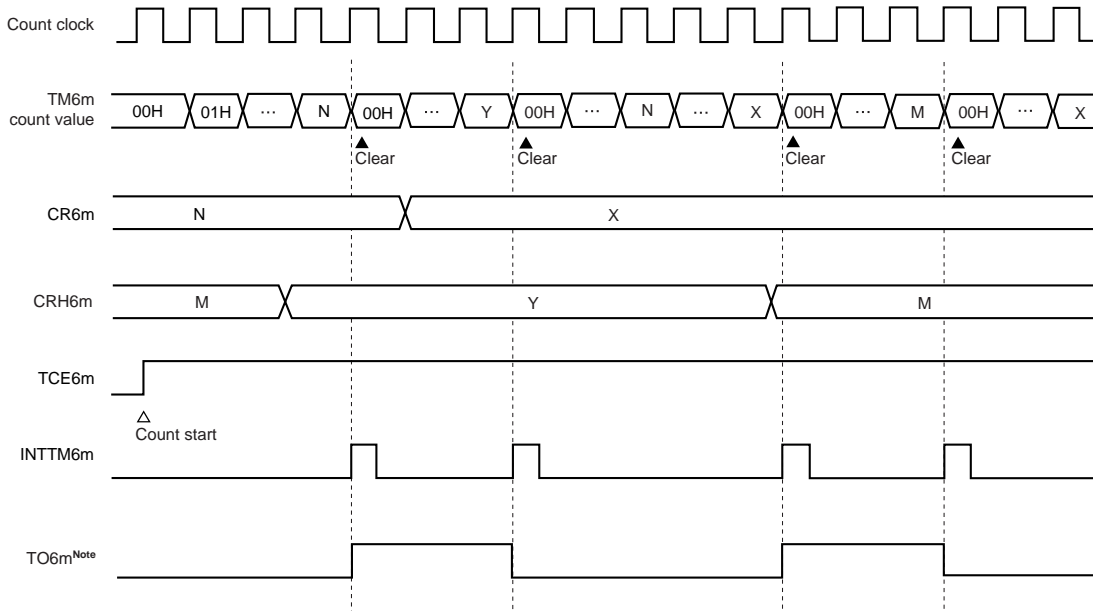 Count clock
TM6m
count value
00H 01H ... N 00H ... Y 00H ... N ... X 00H ... M 00H ... X
Clear Clear Clear Clear
CR6m N X
CRH6m M Y M
TCE6m
Count start
INTTM6m
TO6mNote